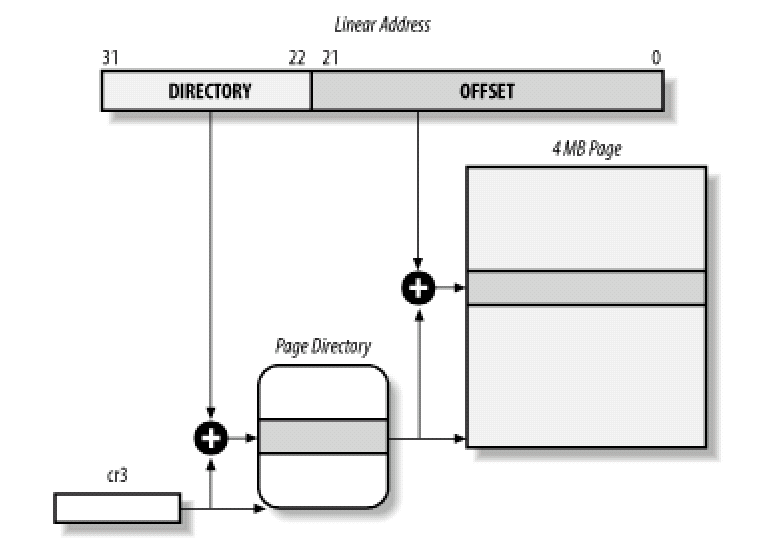 Linear Address
31 22 21 0
DIRECTORY OFFSET
4 MB Page
Page Directory
cr3